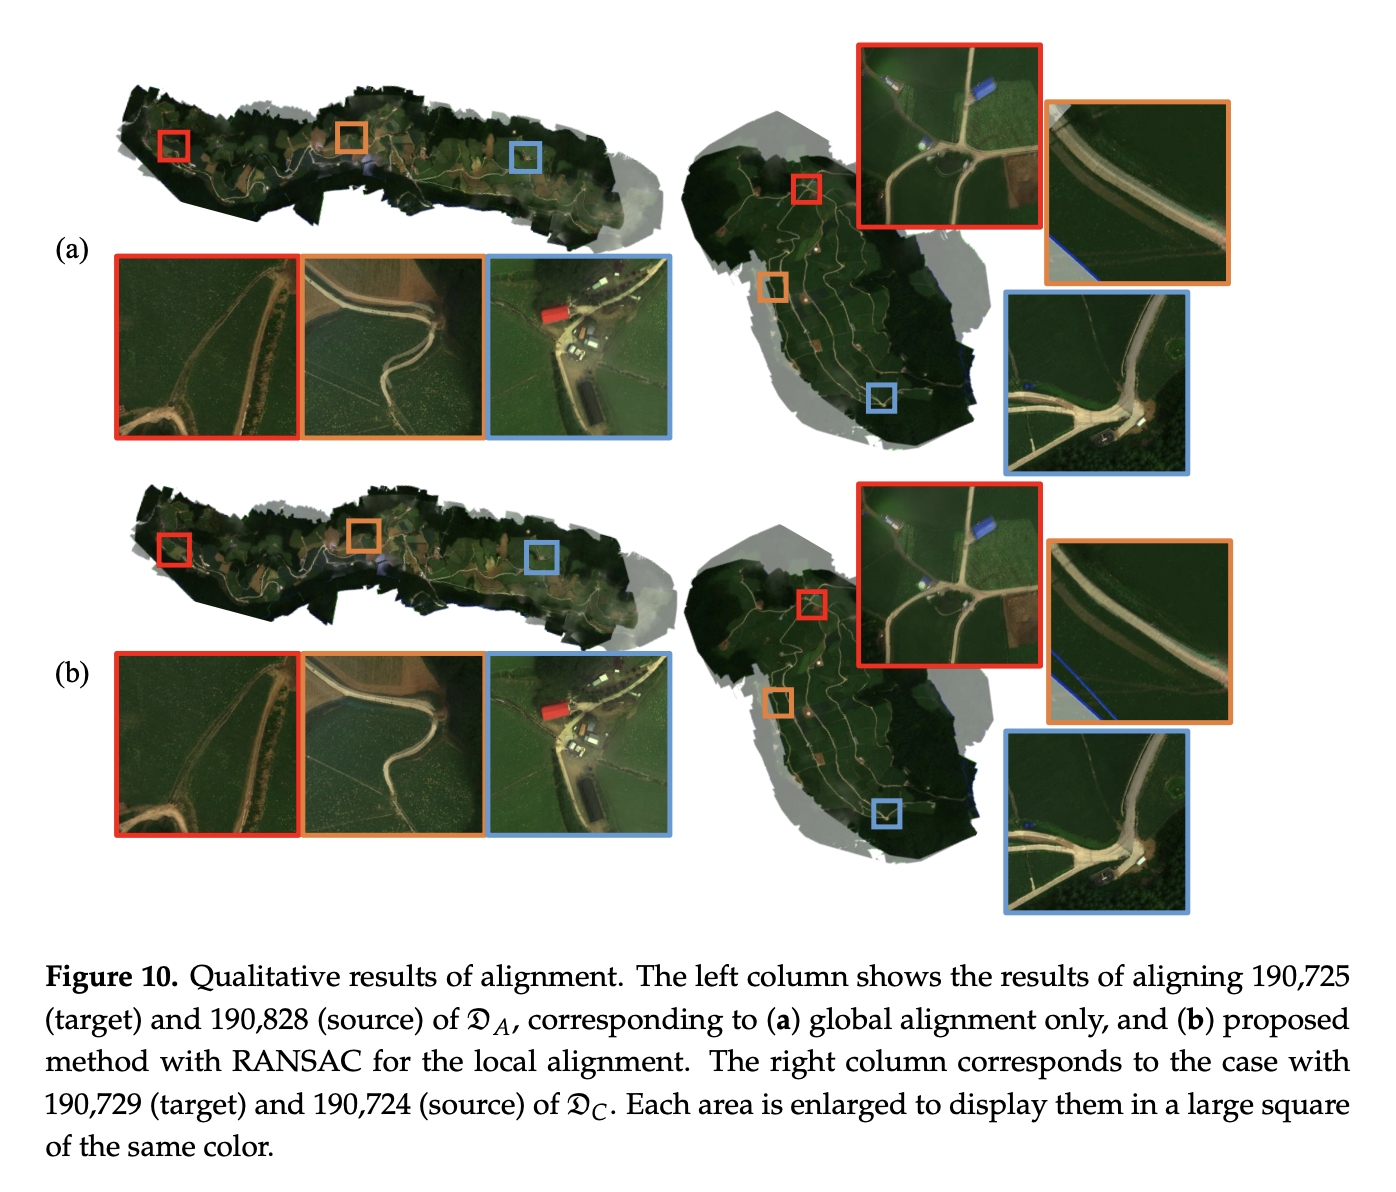 (a)
(b)
Figure 10. Qualitative results of alignment. The left column shows the results of aligning 190,725
(target) and 190,828 (source) of 𝔇A, corresponding to (a) global alignment only, and (b) proposed
method with RANSAC for the local alignment. The right column corresponds to the case with
190,729 (target) and 190,724 (source) of 𝔇C. Each area is enlarged to display them in a large square
of the same color.